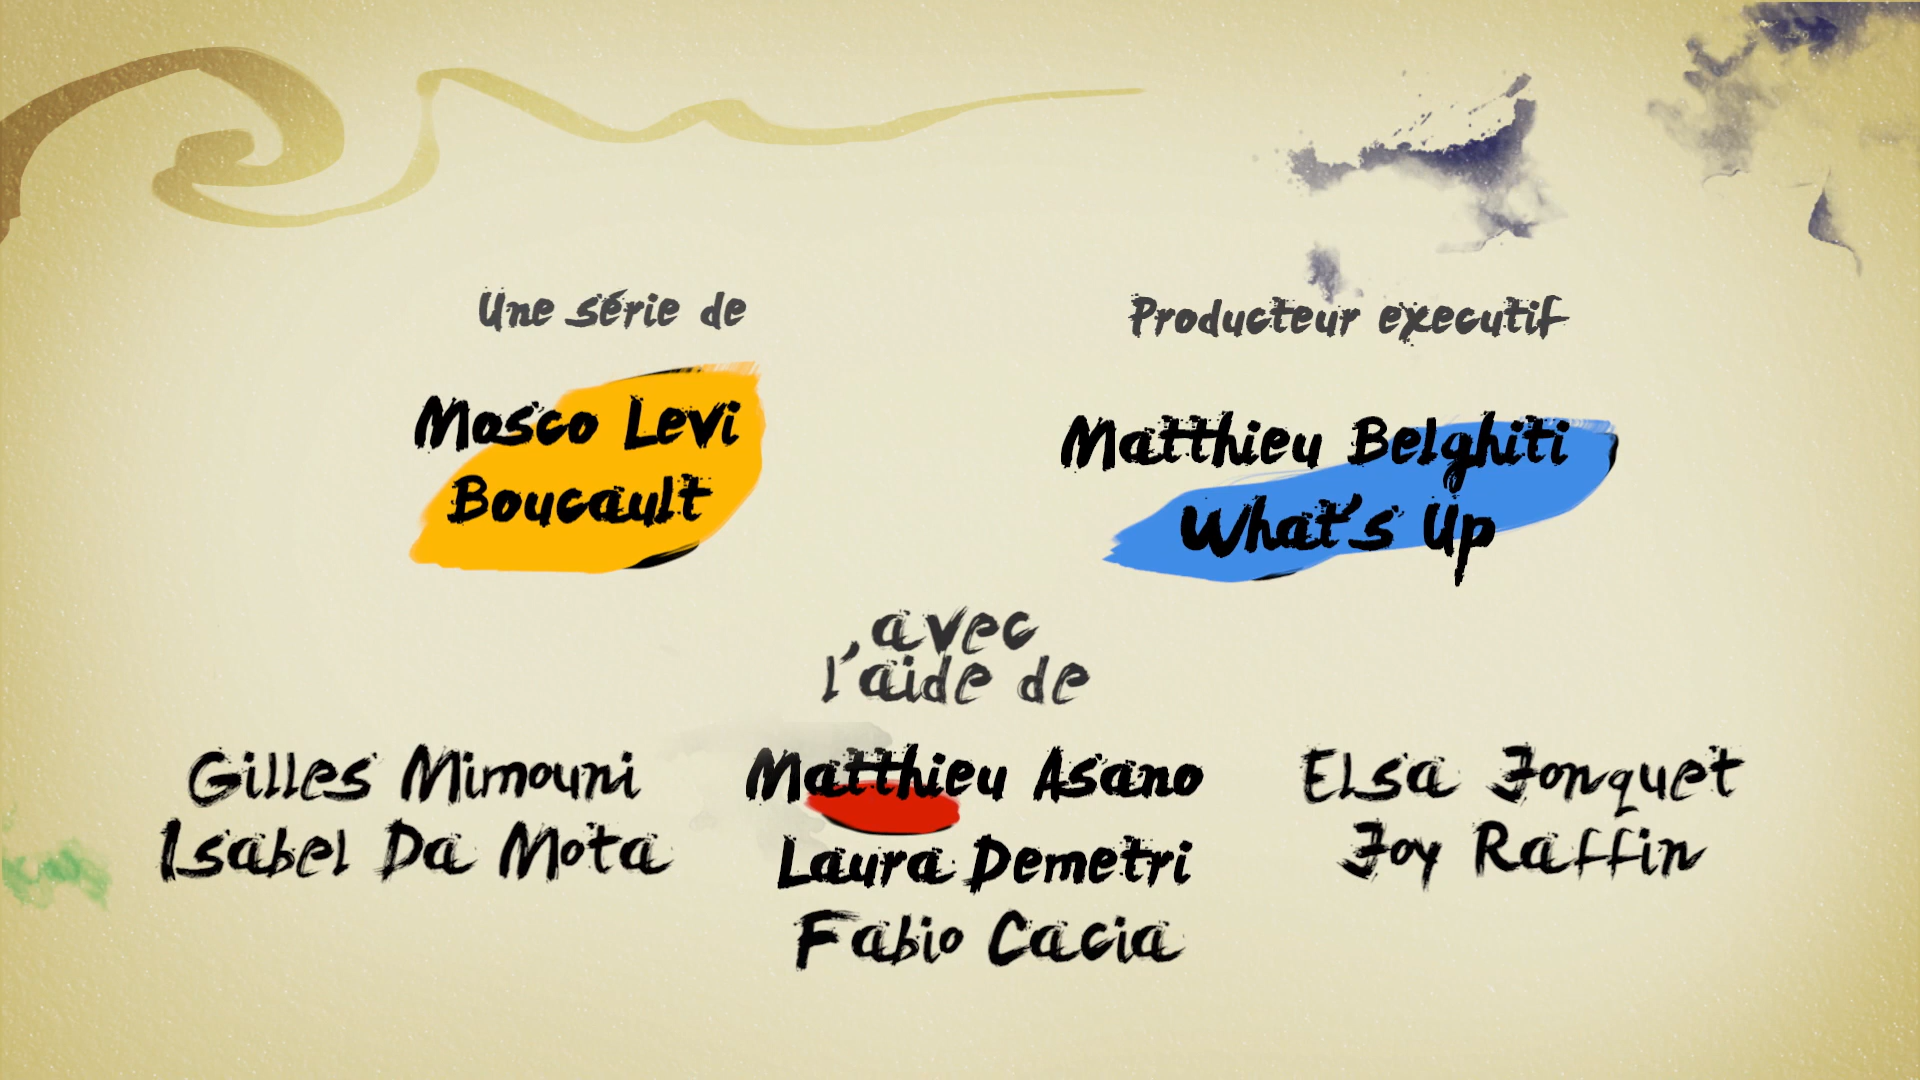 Une série de
Mosco Levi
Boucault
Producteur executif
Matthieu Belghiti
What's Up
avec
l'aide de
Gilles Mimouni
Isabel Da Mota
Matthieu Asano
Laura Demetri
Fabio Cacia
Elsa Jonquet
Joy Raffin